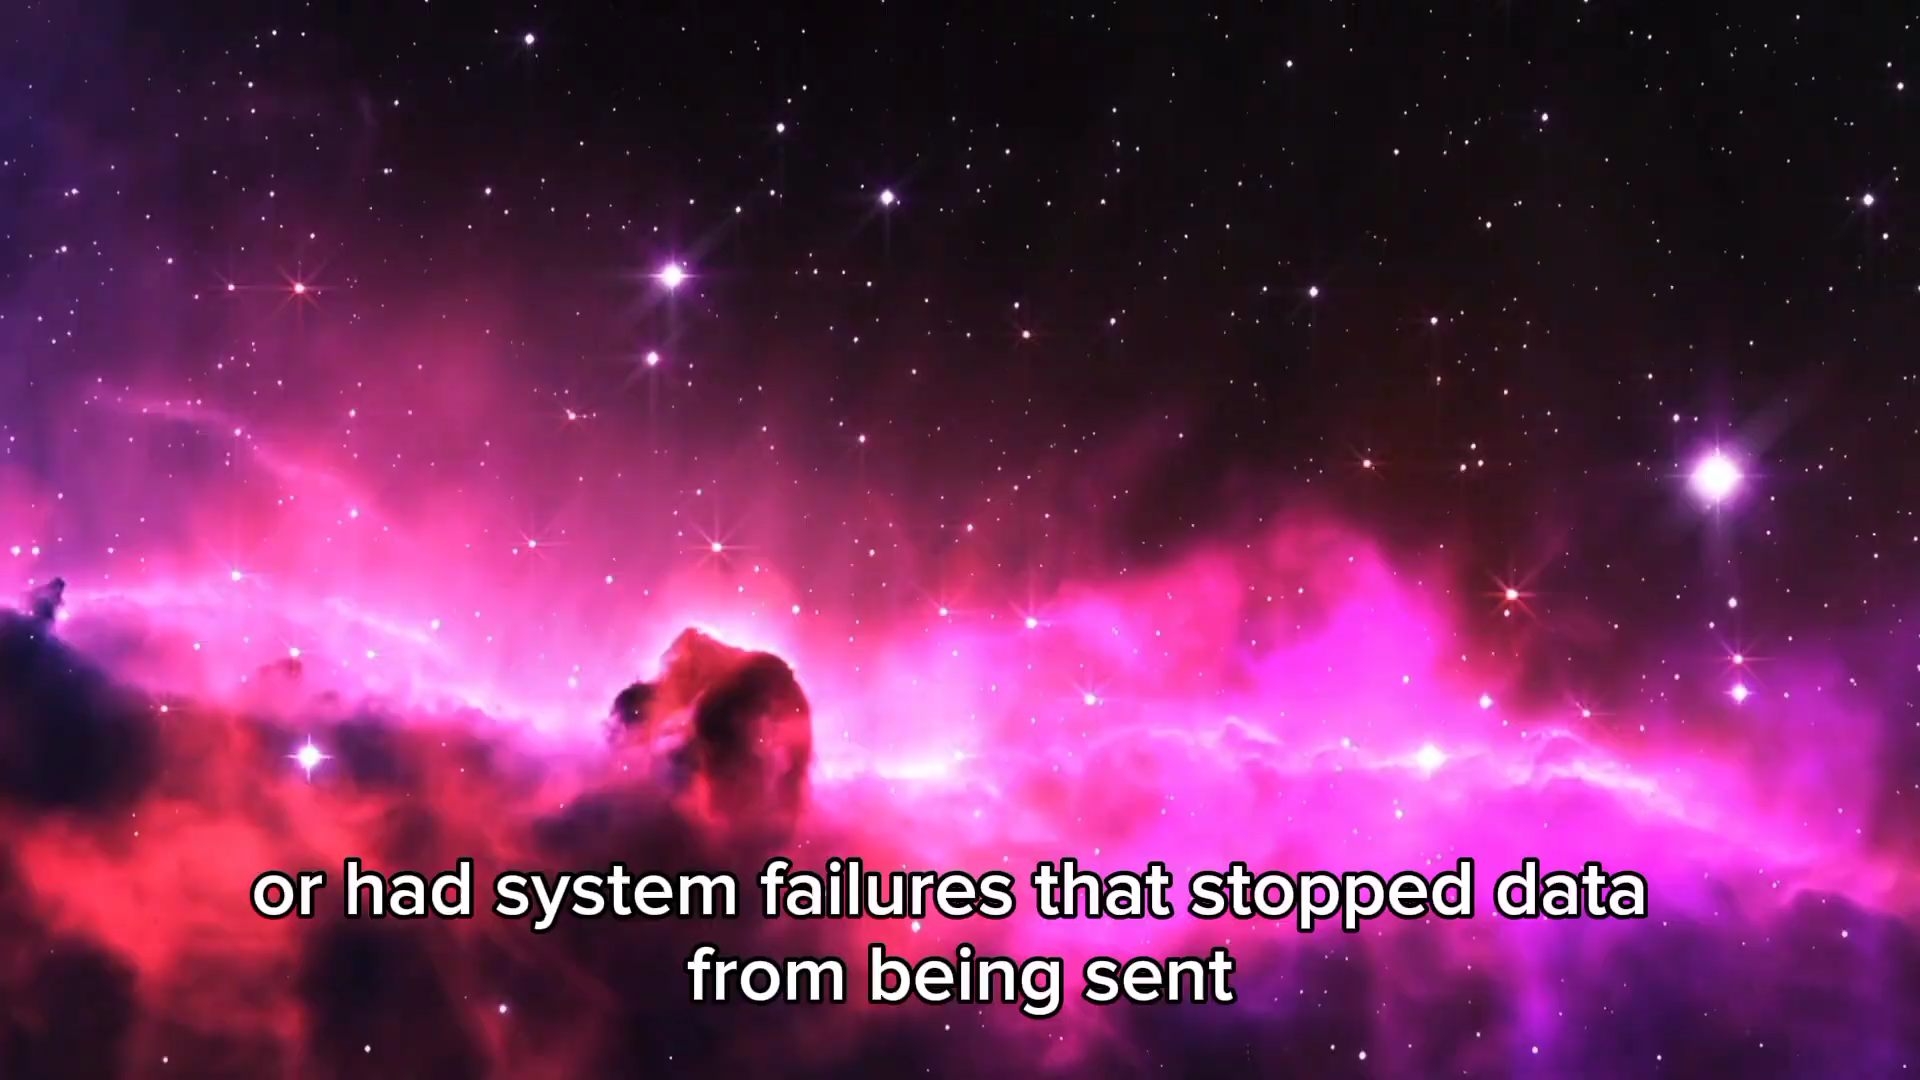 or had system failures that stopped data
from being sent